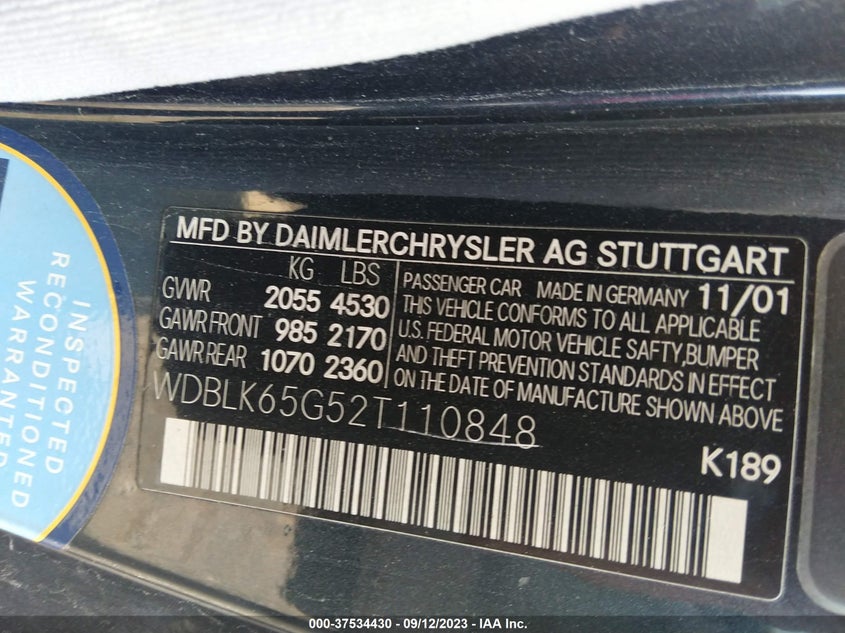 MFD BY DAIMLERCHRYSLER AG STUTTGART
KG LBS
GVWR 2055 4530
GAWR FRONT 985 2170
GAWR REAR 1070 2360
PASSENGER CAR MADE IN GERMANY 11/01
THIS VEHICLE CONFORMS TO ALL APPLICABLE
U.S. FEDERAL MOTOR VEHICLE SAFTY,BUMPER
AND THEFT PREVENTION STANDARDS IN EFFECT
ON THE DATE OF MANUFACTURE SHOWN ABOVE
WDBLK65G52T110848
K189
INSPECTED
RECONDITIONED
WARRANTED
000-37534430 - 09/12/2023 - IAA Inc.